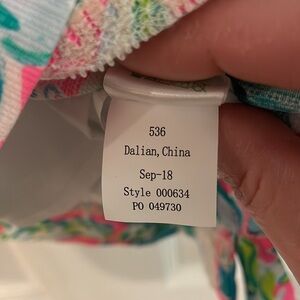 536
Dalian, China
Sep-18
Style 000634
PO 049730